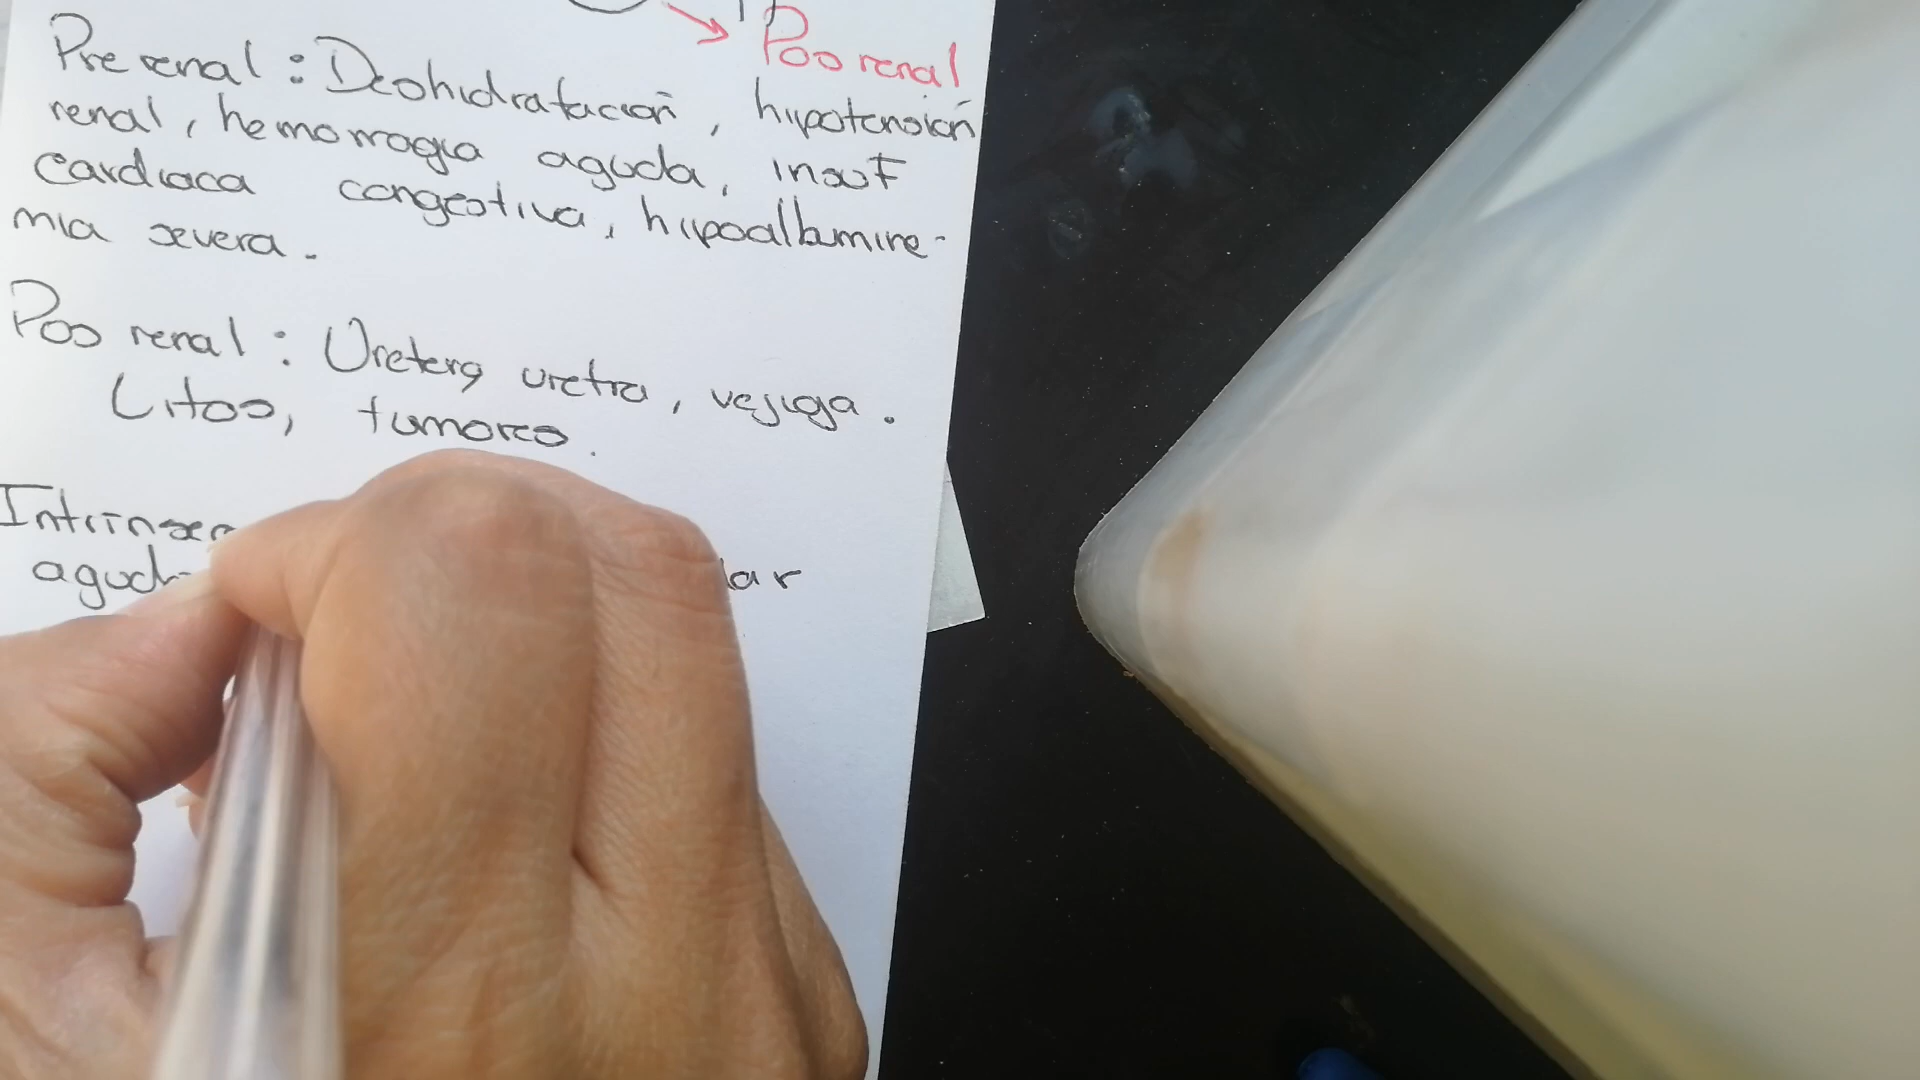 Pos renal
Pre renal : Deshidratación, hipotensión
renal, hemorragia aguda, insuf
cardiaca congestiva, hipoalbumine-
mia severa.
Pos renal : Ureterq uretra, vejiga.
Litos, tumores.